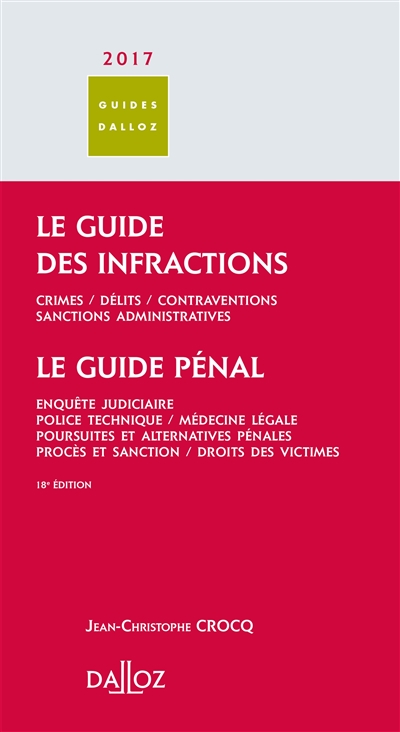 2017
GUIDES
DALLOZ
LE GUIDE
DES INFRACTIONS
CRIMES / DÉLITS / CONTRAVENTIONS
SANCTIONS ADMINISTRATIVES
LE GUIDE PÉNAL
ENQUÊTE JUDICIAIRE
POLICE TECHNIQUE / MÉDECINE LÉGALE
POURSUITES ET ALTERNATIVES PÉNALES
PROCÈS ET SANCTION / DROITS DES VICTIMES
18e ÉDITION
JEAN-CHRISTOPHE CROCQ
DALLOZ